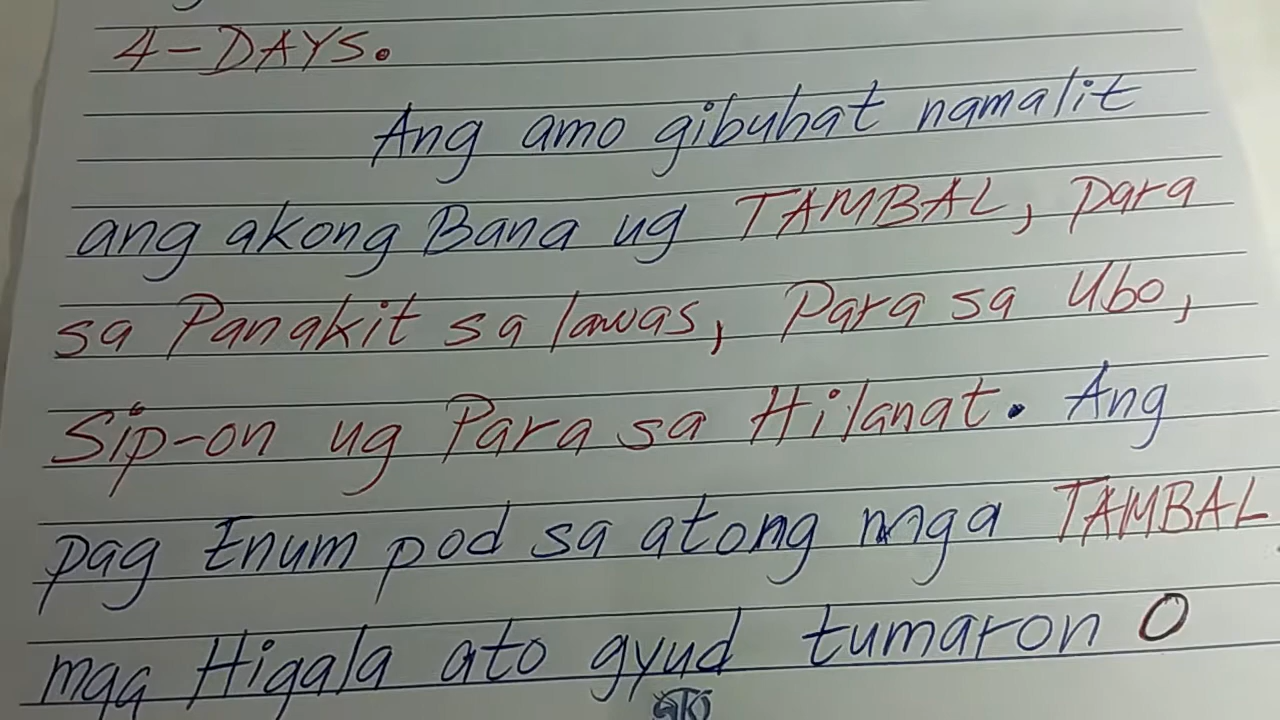 4-DAYS.
Ang amo gibuhat namalit
ang akong Bana ug TAMBAL, para
sa Panakit sa lawas, Para sa Ubo,
Sip-on ug Para sa Hilanat. Ang
pag Enum pod sa atong mga TAMBAL
mga Higala ato gyud tumaron O